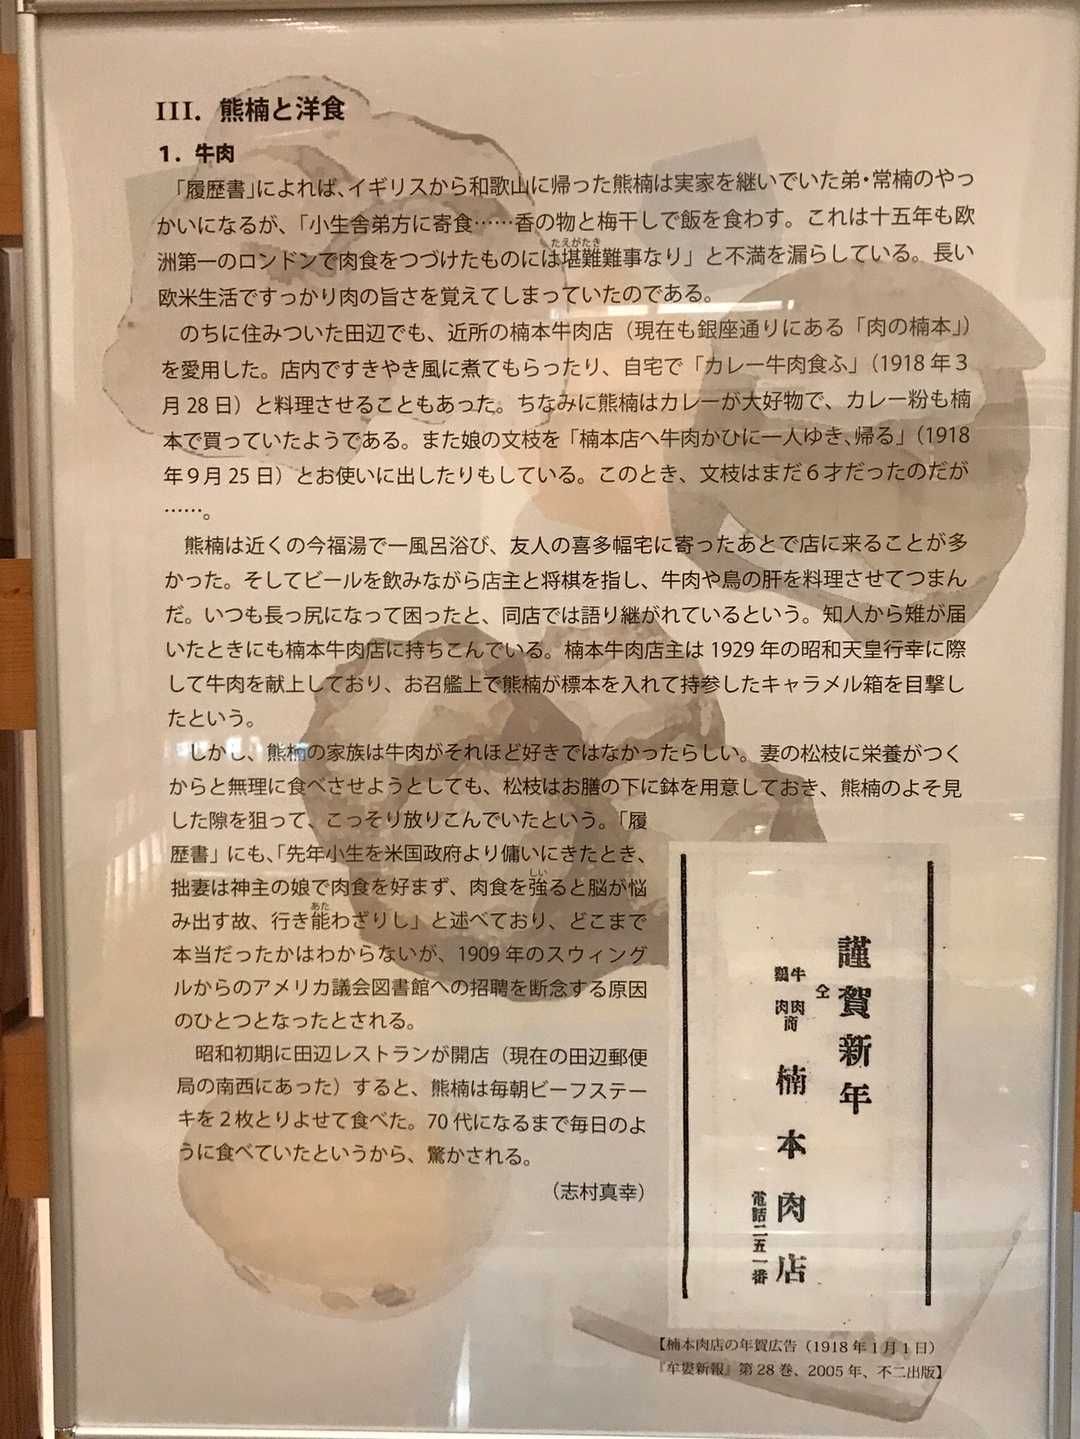 III．熊楠と洋食
１．牛肉
「履歴書」によれば、イギリスから和歌山に帰った熊楠は実家を継いでいた弟・常楠のやっ
かいになるが、「小生舎弟方に寄食……香の物と梅干しで飯を食わす。これは十五年も欧
洲第一のロンドンで肉食をつづけたものには堪難難事なり」と不満を漏らしている。長い
たえがたき
欧米生活ですっかり肉の旨さを覚えてしまっていたのである。
のちに住みついた田辺でも、近所の楠本牛肉店（現在も銀座通りにある「肉の楠本」）
を愛用した。店内ですきやき風に煮てもらったり、自宅で「カレー牛肉食ふ」（1918 年３
月 28 日）と料理させることもあった。ちなみに熊楠はカレーが大好物で、カレー粉も楠
本で買っていたようである。また娘の文枝を「楠本店へ牛肉かひに一人ゆき、帰る」（1918
年９月 25 日）とお使いに出したりもしている。このとき、文枝はまだ６才だったのだが
……。
熊楠は近くの今福湯で一風呂浴び、友人の喜多幅宅に寄ったあとで店に来ることが多
かった。そしてビールを飲みながら店主と将棋を指し、牛肉や鳥の肝を料理させてつまん
だ。いつも長っ尻になって困ったと、同店では語り継がれているという。知人から雉が届
いたときにも楠本牛肉店に持ちこんでいる。楠本牛肉店主は 1929 年の昭和天皇行幸に際
して牛肉を献上しており、お召艦上で熊楠が標本を入れて持参したキャラメル箱を目撃し
たという。
しかし、熊楠の家族は牛肉がそれほど好きではなかったらしい。妻の松枝に栄養がつく
からと無理に食べさせようとしても、松枝はお膳の下に鉢を用意しておき、熊楠のよそ見
した隙を狙って、こっそり放りこんでいたという。「履
歴書」にも、「先年小生を米国政府より傭いにきたとき、
拙妻は神主の娘で肉食を好まず、肉食を強ると脳が悩
しい
み出す故、行き能わざりし」と述べており、どこまで
あた
本当だったかはわからないが、1909 年のスウィング
ルからのアメリカ議会図書館への招聘を断念する原因
のひとつとなったとされる。
昭和初期に田辺レストランが開店（現在の田辺郵便
局の南西にあった）すると、熊楠は毎朝ビーフステー
キを２枚とりよせて食べた。70 代になるまで毎日のよ
うに食べていたというから、驚かされる。
（志村真幸）
謹賀新年
仝
牛肉
鷄肉
商
楠本肉店
電話二五一番
【楠本肉店の年賀広告（1918 年１月１日）
『牟婁新報』第 28 巻、2005 年、不二出版】